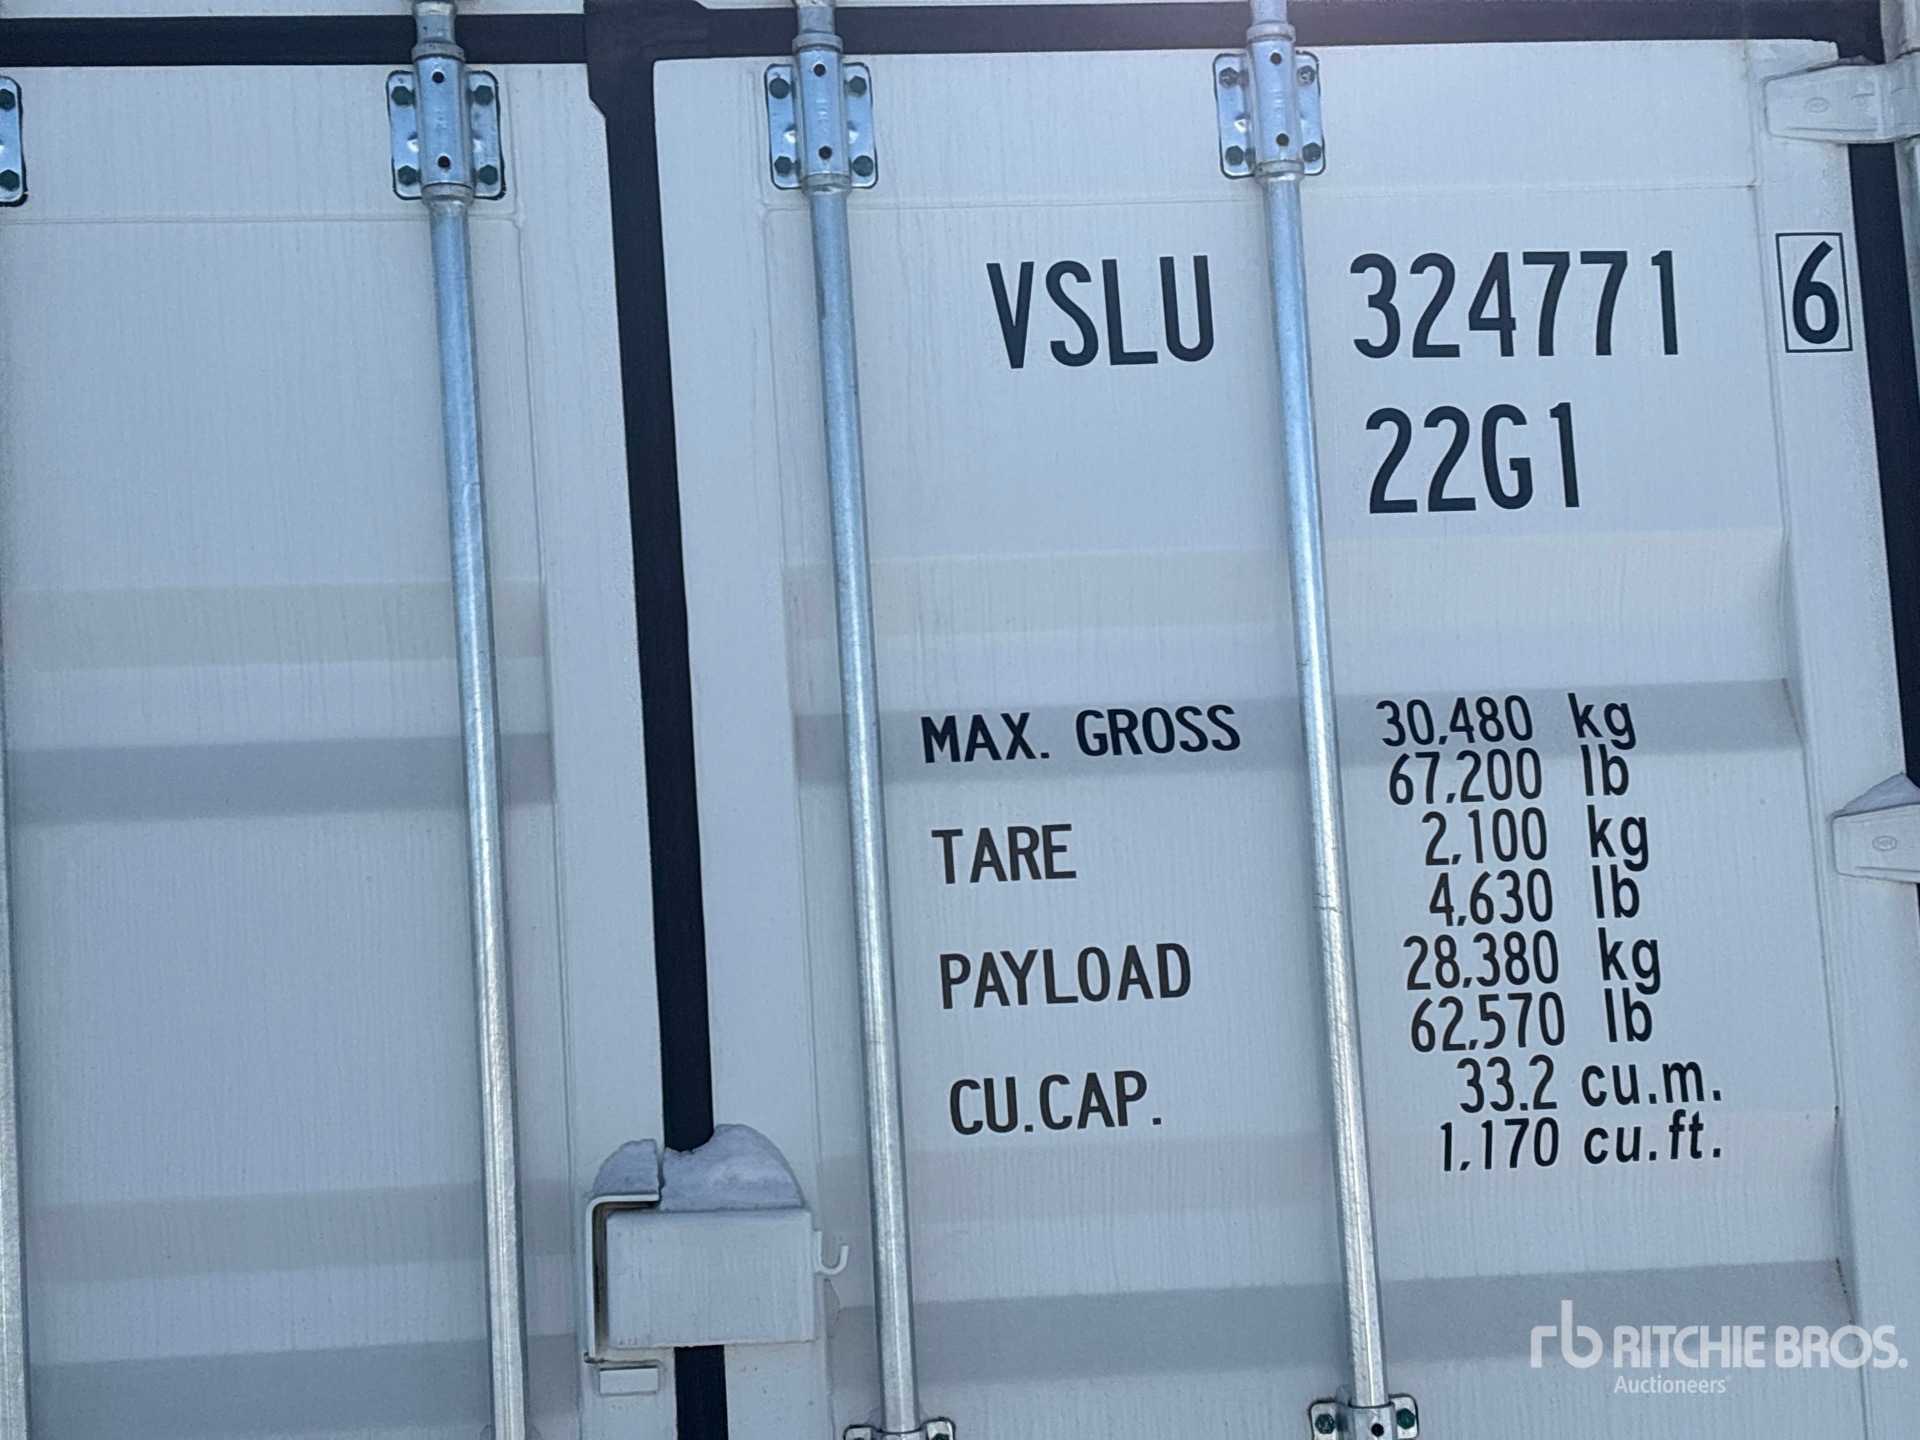 VSLU 324771 6
22G1
MAX. GROSS 30,480 kg
67,200 lb
TARE 2,100 kg
4,630 lb
PAYLOAD 28,380 kg
62,570 lb
CU.CAP. 33.2 cu.m.
1,170 cu.ft.
rb RITCHIE BROS.
Auctioneers